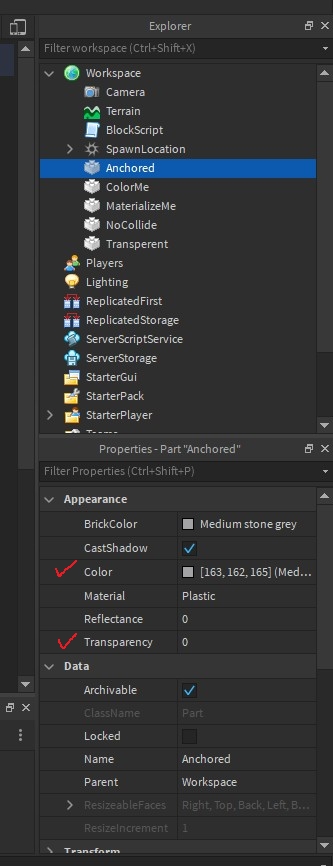 Explorer
Filter workspace (Ctrl+Shift+X)
Workspace
Camera
Terrain
BlockScript
SpawnLocation
Anchored
ColorMe
MaterializeMe
NoCollide
Transperent
Players
Lighting
ReplicatedFirst
ReplicatedStorage
ServerScriptService
ServerStorage
StarterGui
StarterPack
StarterPlayer
Teams
Properties - Part "Anchored"
Filter Properties (Ctrl+Shift+P)
Appearance
BrickColor Medium stone grey
CastShadow
Color [163, 162, 165] (Med...
Material Plastic
Reflectance 0
Transparency 0
Data
Archivable
ClassName Part
Locked
Name Anchored
Parent Workspace
ResizeableFaces Right, Top, Back, Left, B...
ResizeIncrement 1
Transform